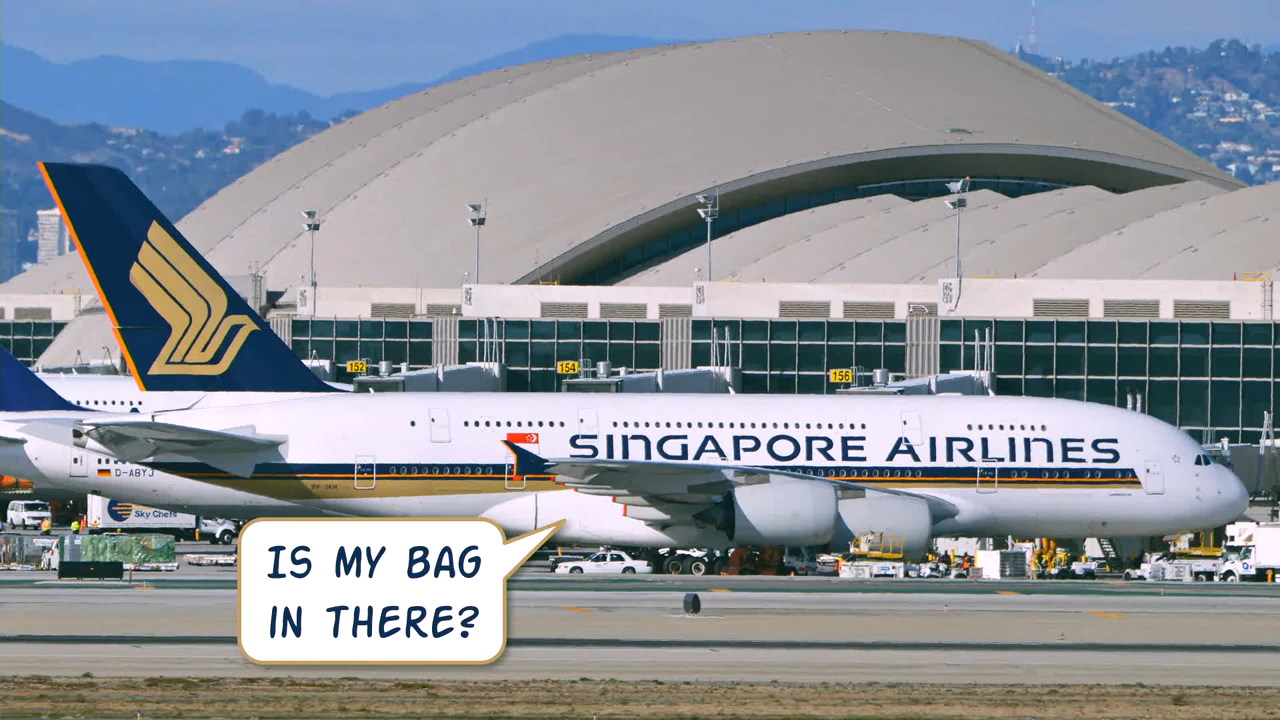 152
154
156
SINGAPORE AIRLINES
D-ABYJ
Sky Chefs
IS MY BAG
IN THERE?